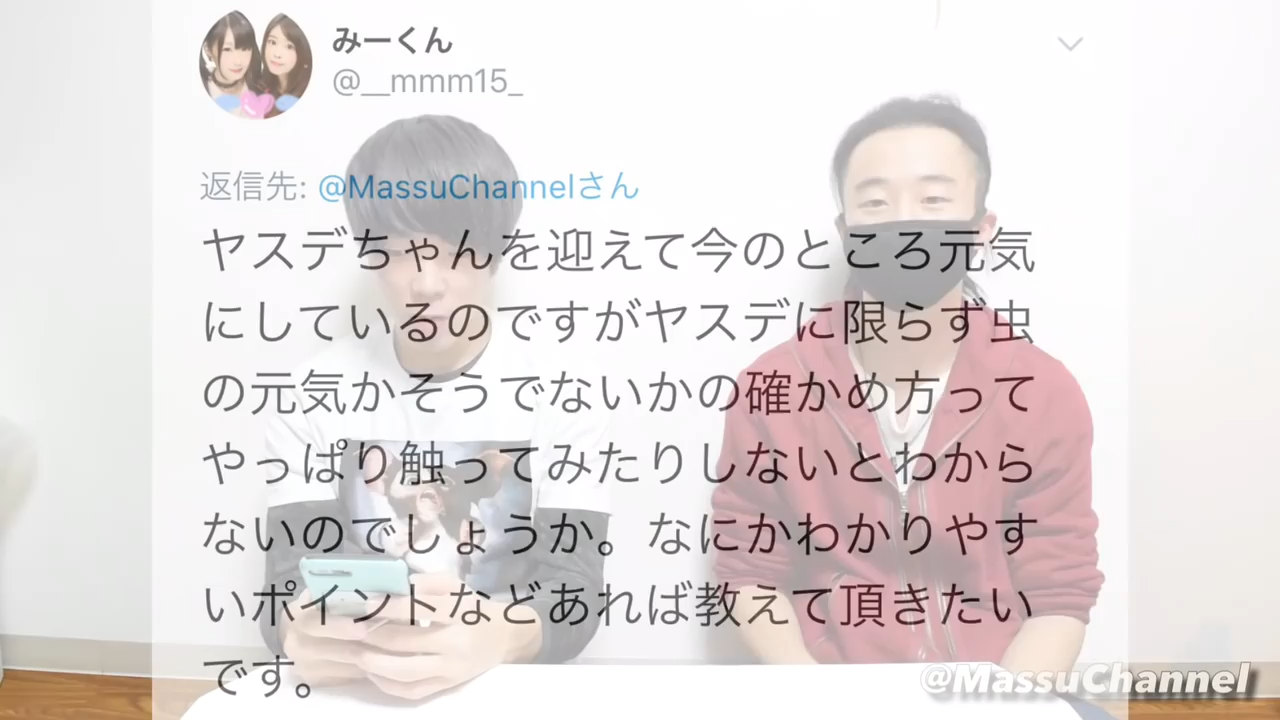 みーくん
@__mmm15_
返信先: @MassuChannelさん
ヤスデちゃんを迎えて今のところ元気
にしているのですがヤスデに限らず虫
の元気かそうでないかの確かめ方って
やっぱり触ってみたりしないとわから
ないのでしょうか。なにかわかりやす
いポイントなどあれば教えて頂きたい
です。
@MassuChannel